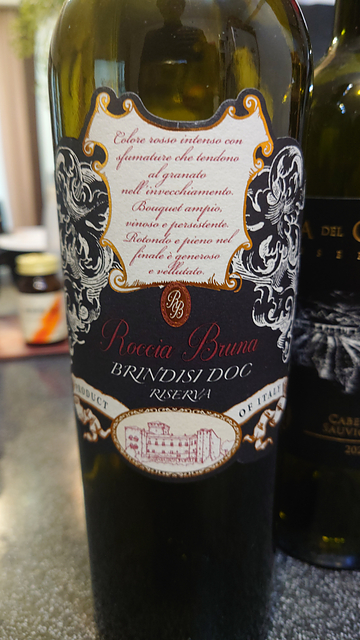 Colore rosso intenso con
sfumature che tendono
al granato
nell'invecchiamento.
Bouquet ampio,
vinoso e persistente.
Rotondo e pieno nel
finale è generoso
e vellutato.
RB
Roccia Bruna
BRINDISI DOC
RISERVA
PRODUCT OF ITALY
DEL